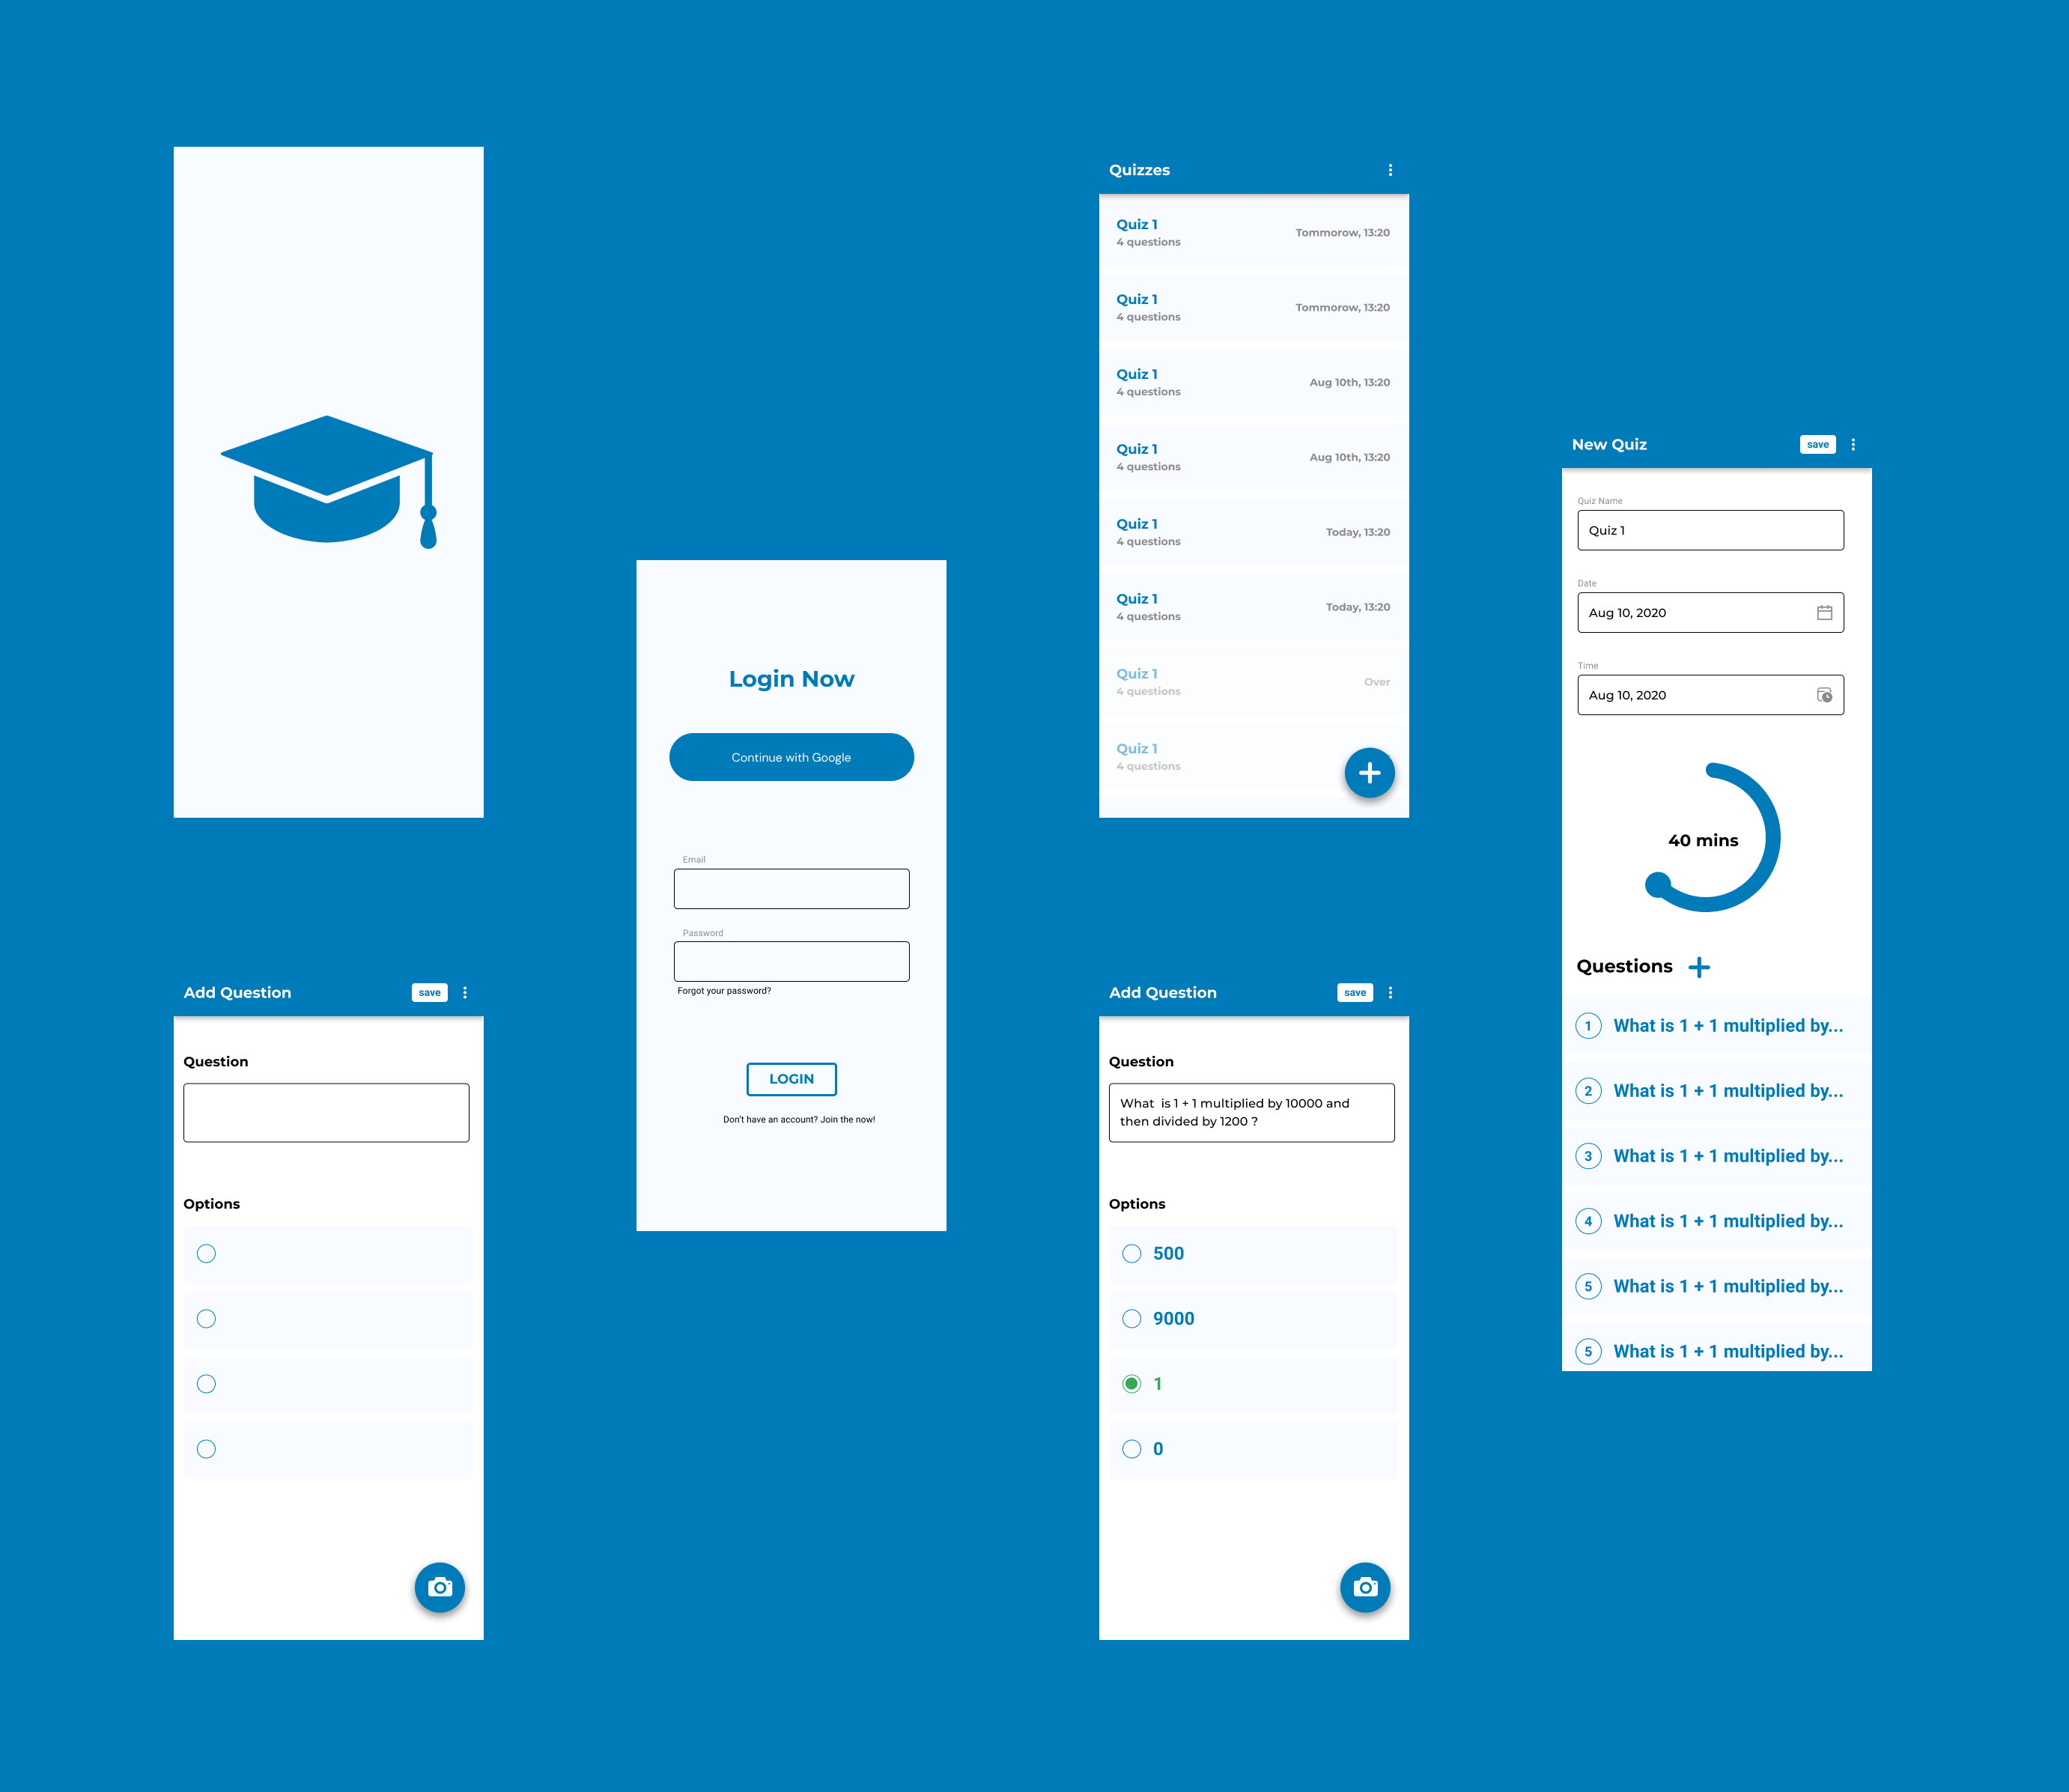 Quizzes
Quiz 1
4 questions
Tommorow, 13:20
Quiz 1
4 questions
Tommorow, 13:20
Quiz 1
4 questions
Aug 10th, 13:20
Quiz 1
4 questions
Aug 10th, 13:20
Quiz 1
4 questions
Today, 13:20
Quiz 1
4 questions
Today, 13:20
Quiz 1
4 questions
Over
Quiz 1
4 questions
Login Now
Continue with Google
Email
Password
Forgot your password?
LOGIN
Don't have an account? Join the now!
New Quiz
save
Quiz Name
Quiz 1
Date
Aug 10, 2020
Time
Aug 10, 2020
40 mins
Questions
1 What is 1 + 1 multiplied by...
2 What is 1 + 1 multiplied by...
3 What is 1 + 1 multiplied by...
4 What is 1 + 1 multiplied by...
5 What is 1 + 1 multiplied by...
5 What is 1 + 1 multiplied by...
Add Question
save
Question
Options
Add Question
save
Question
What  is 1 + 1 multiplied by 10000 and
then divided by 1200 ?
Options
500
9000
1
0